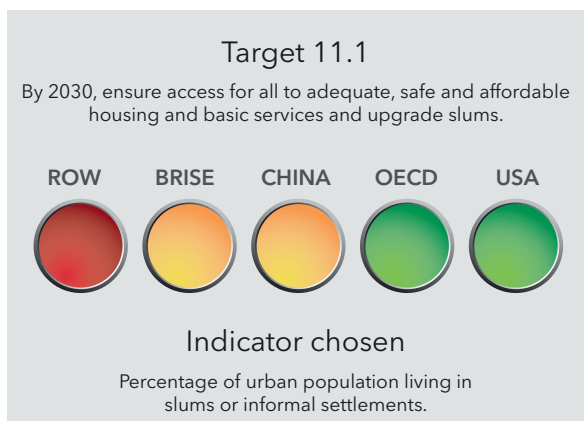 Target 11.1
By 2030, ensure access for all to adequate, safe and affordable
housing and basic services and upgrade slums.
ROW BRISE CHINA OECD USA
Indicator chosen
Percentage of urban population living in
slums or informal settlements.